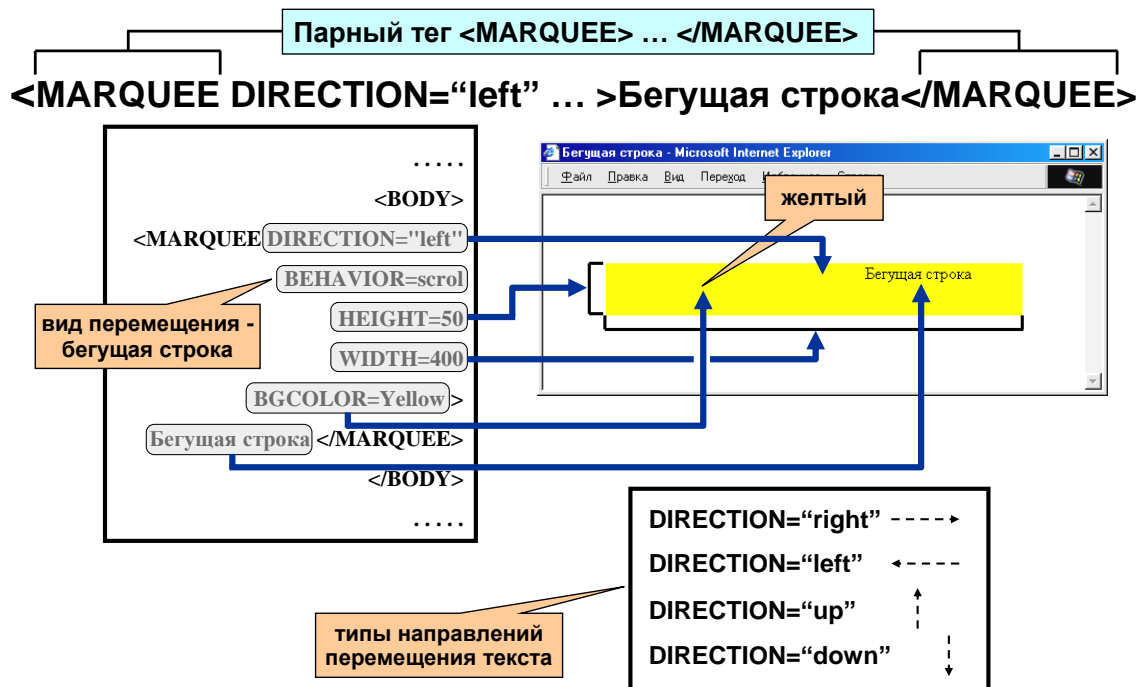 Парный тег <MARQUEE> … </MARQUEE>
<MARQUEE DIRECTION=“left” … >Бегущая строка</MARQUEE>
.....
<BODY>
<MARQUEE DIRECTION="left"
BEHAVIOR=scrol
HEIGHT=50
WIDTH=400
BGCOLOR=Yellow>
Бегущая строка </MARQUEE>
</BODY>
.....
вид перемещения -
бегущая строка
Бегущая строка - Microsoft Internet Explorer
Файл Правка Вид Переход
желтый
Бегущая строка
DIRECTION=“right”
DIRECTION=“left”
DIRECTION=“up”
DIRECTION=“down”
типы направлений
перемещения текста